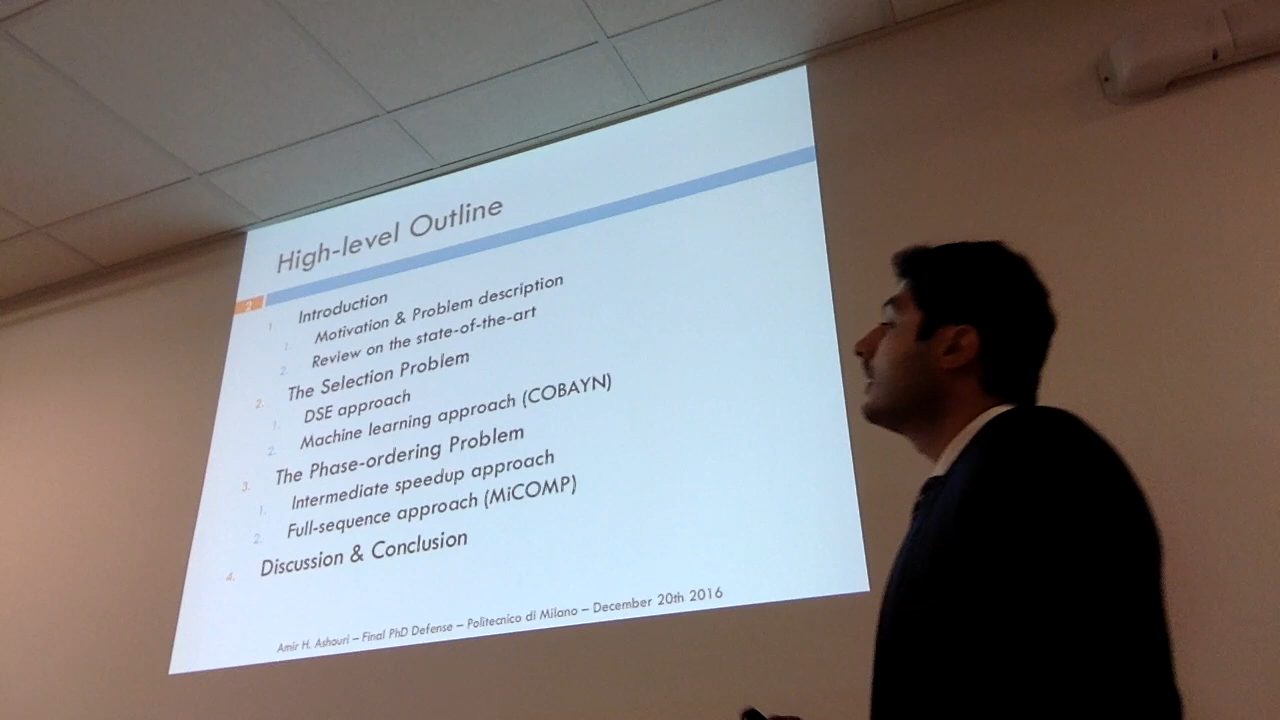 High-level Outline
2
1. Introduction
1. Motivation & Problem description
2. Review on the state-of-the-art
2. The Selection Problem
1. DSE approach
2. Machine learning approach (COBAYN)
3. The Phase-ordering Problem
1. Intermediate speedup approach
2. Full-sequence approach (MiCOMP)
4. Discussion & Conclusion
Amir H. Ashouri – Final PhD Defense – Politecnico di Milano – December 20th 2016